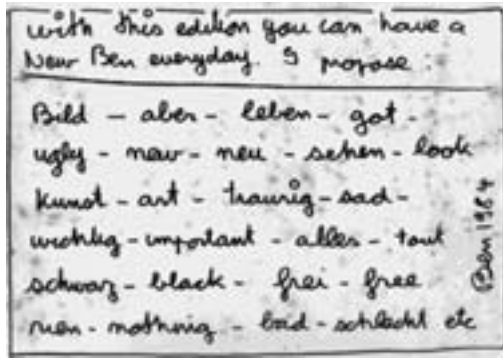 with this edition you can have a
New Ben everyday. I propose :
Bild - aber - leben - got -
ugly - new - neu - sehen - look
Kunst - art - traurig - sad -
wichtig - important - alles - tout
schwarz - black - frei - free
rien - nothing - bad - schlecht etc
Ben 1984